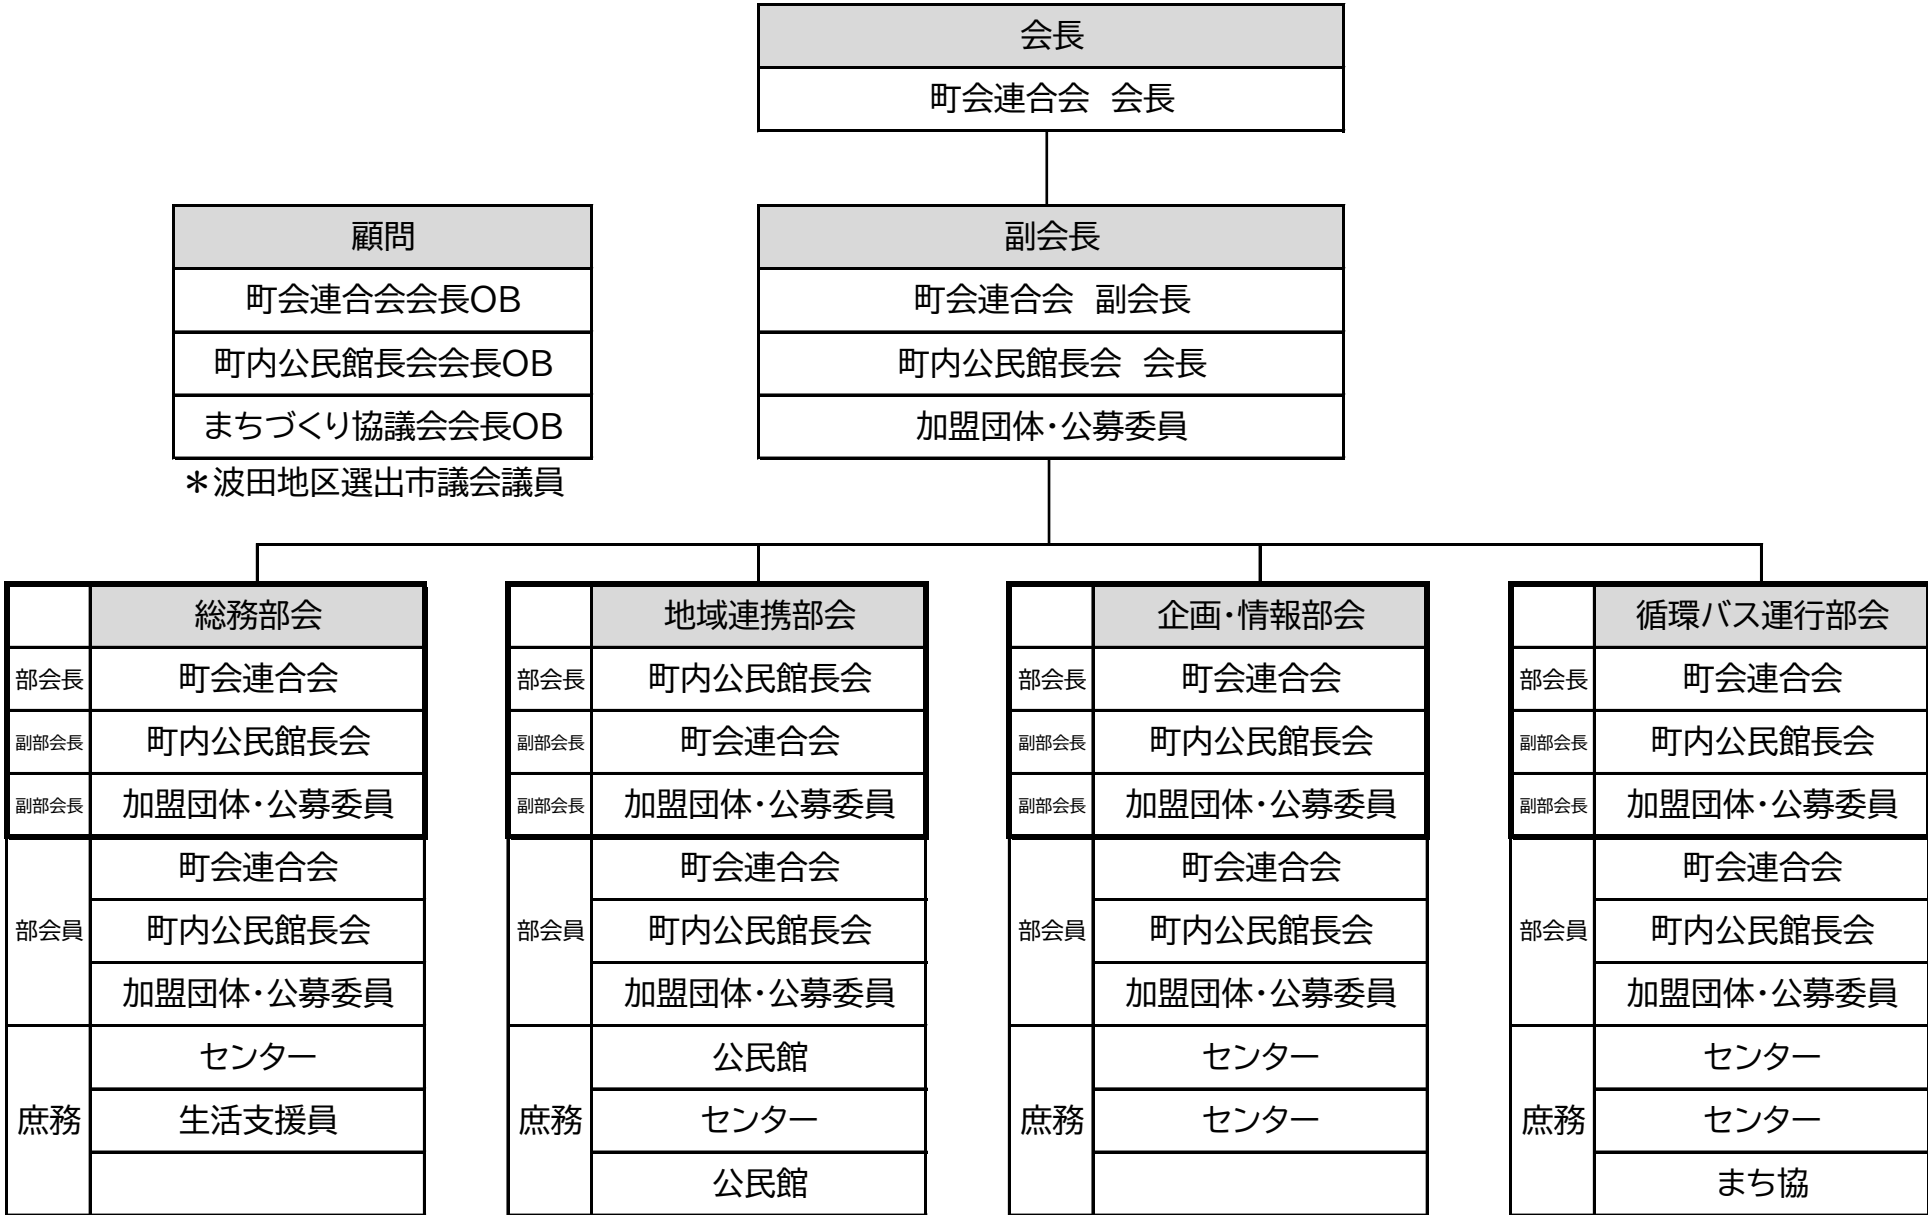 会長
町会連合会 会長
顧問
町会連合会会長OB
町内公民館長会会長OB
まちづくり協議会会長OB
*波田地区選出市議会議員
副会長
町会連合会 副会長
町内公民館長会 会長
加盟団体・公募委員
総務部会
部会長 町会連合会
副部会長 町内公民館長会
副部会長 加盟団体・公募委員
部会員
町会連合会
町内公民館長会
加盟団体・公募委員
庶務
センター
生活支援員
地域連携部会
部会長 町内公民館長会
副部会長 町会連合会
副部会長 加盟団体・公募委員
部会員
町会連合会
町内公民館長会
加盟団体・公募委員
庶務
公民館
センター
公民館
企画・情報部会
部会長 町会連合会
副部会長 町内公民館長会
副部会長 加盟団体・公募委員
部会員
町会連合会
町内公民館長会
加盟団体・公募委員
庶務
センター
センター
循環バス運行部会
部会長 町会連合会
副部会長 町内公民館長会
副部会長 加盟団体・公募委員
部会員
町会連合会
町内公民館長会
加盟団体・公募委員
庶務
センター
センター
まち協